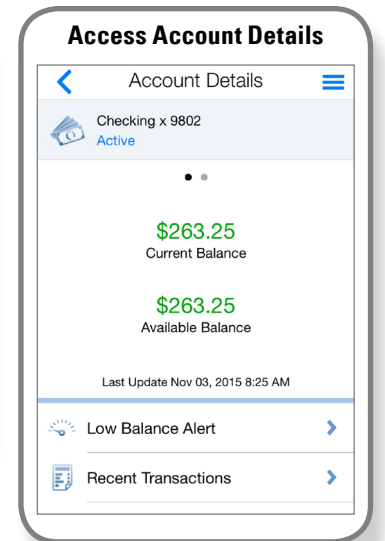 Access Account Details
Account Details
Checking x 9802
Active
$263.25
Current Balance
$263.25
Available Balance
Last Update Nov 03, 2015 8:25 AM
Low Balance Alert
Recent Transactions